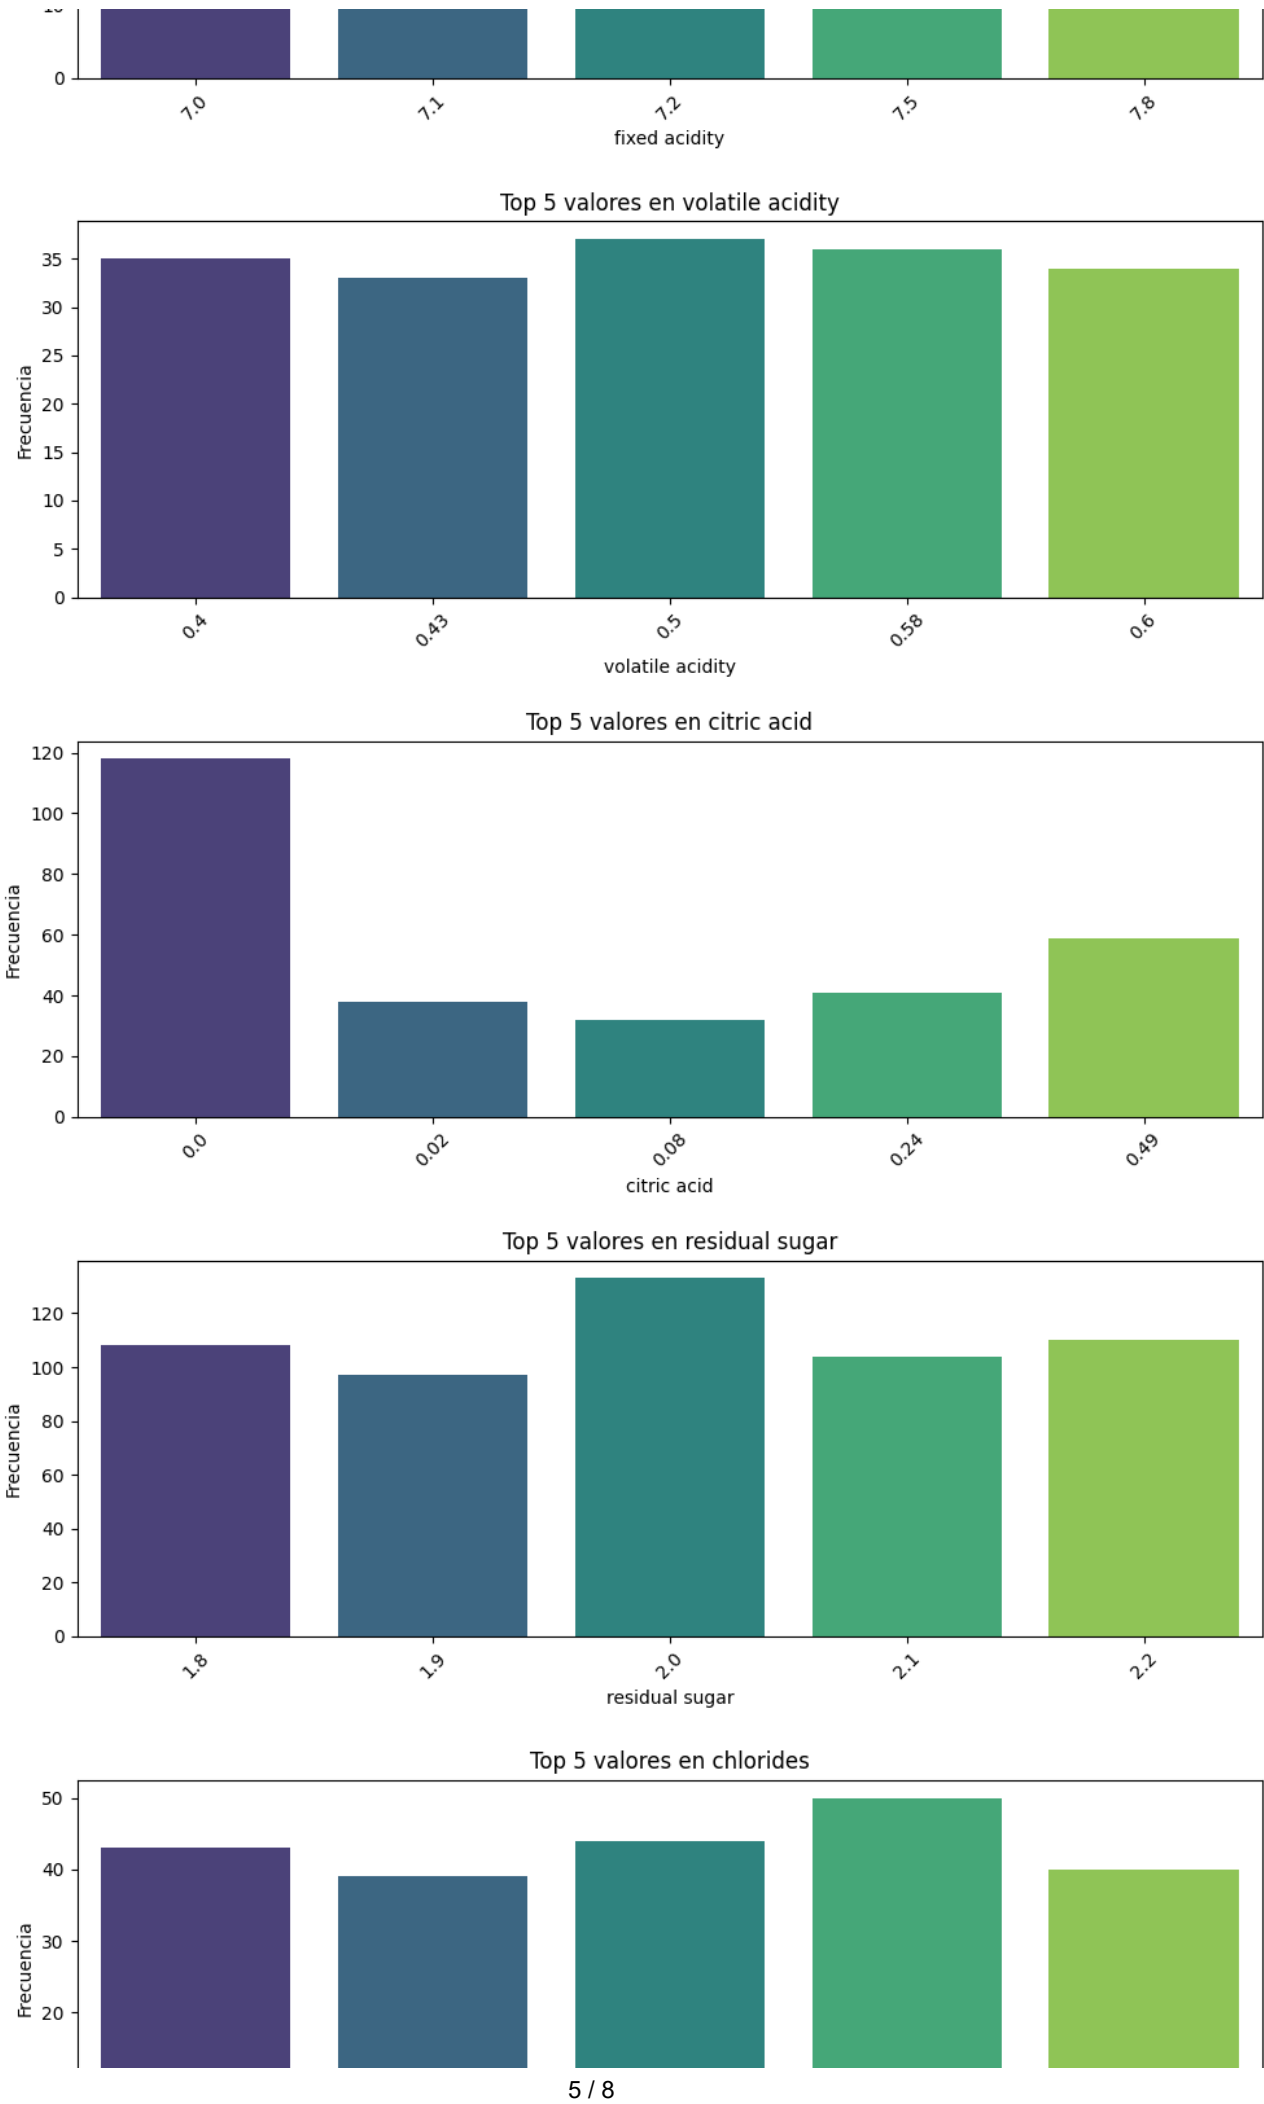 0
7.0 7.1 7.2 7.5 7.8
fixed acidity
Top 5 valores en volatile acidity
Frecuencia
35
30
25
20
15
10
5
0
0.4 0.43 0.5 0.58 0.6
volatile acidity
Top 5 valores en citric acid
Frecuencia
120
100
80
60
40
20
0
0.0 0.02 0.08 0.24 0.49
citric acid
Top 5 valores en residual sugar
Frecuencia
120
100
80
60
40
20
0
1.8 1.9 2.0 2.1 2.2
residual sugar
Top 5 valores en chlorides
Frecuencia
50
40
30
20
5 / 8